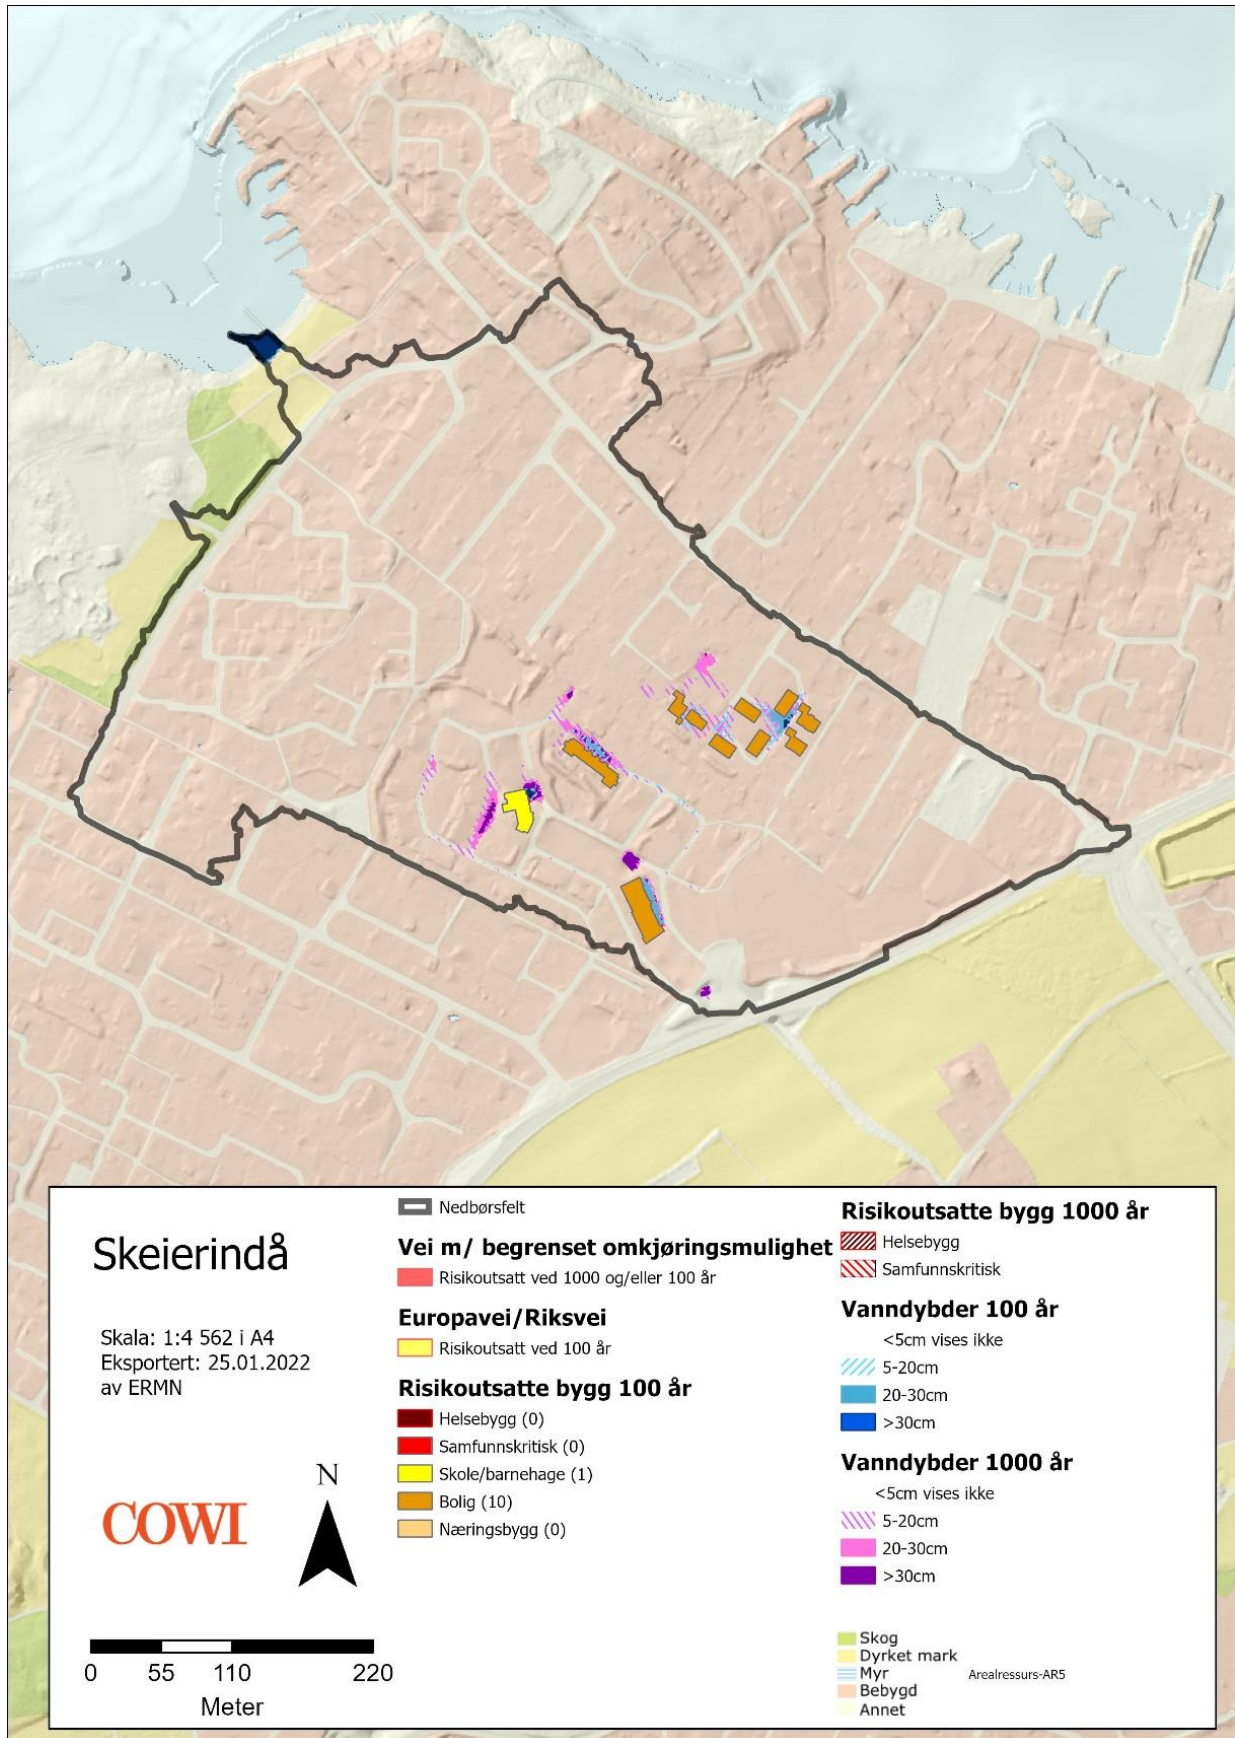 Skeierindå
Skala: 1:4 562 i A4
Eksportert: 25.01.2022
av ERMN
COWI
N
0 55 110 220
Meter
Nedbørsfelt
Vei m/ begrenset omkjøringsmulighet
Risikoutsatt ved 1000 og/eller 100 år
Europavei/Riksvei
Risikoutsatt ved 100 år
Risikoutsatte bygg 100 år
Helsebygg (0)
Samfunnskritisk (0)
Skole/barnehage (1)
Bolig (10)
Næringsbygg (0)
Risikoutsatte bygg 1000 år
Helsebygg
Samfunnskritisk
Vanndybder 100 år
<5cm vises ikke
5-20cm
20-30cm
>30cm
Vanndybder 1000 år
<5cm vises ikke
5-20cm
20-30cm
>30cm
Skog
Dyrket mark
Myr
Bebygd
Annet
Arealressurs-AR5